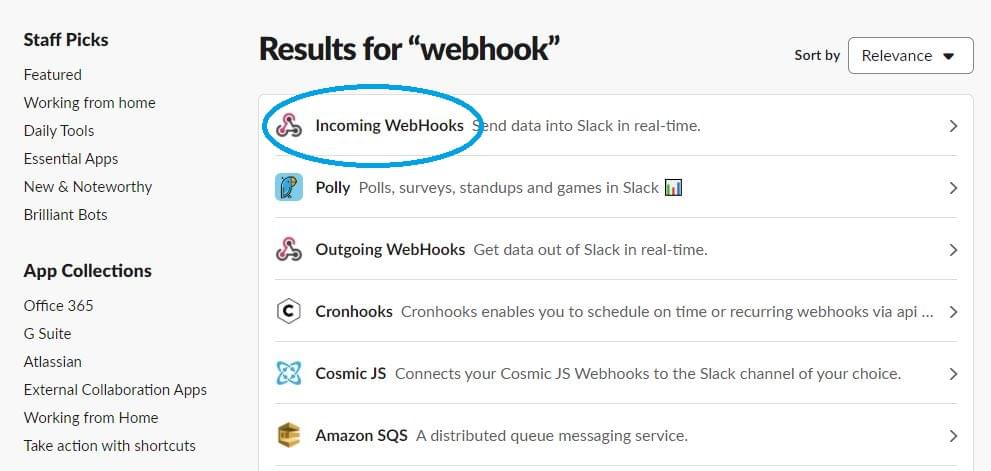 Staff Picks
Featured
Working from home
Daily Tools
Essential Apps
New & Noteworthy
Brilliant Bots
App Collections
Office 365
G Suite
Atlassian
External Collaboration Apps
Working from Home
Take action with shortcuts
Results for “webhook”
Sort by Relevance
Incoming WebHooks Send data into Slack in real-time.
Polly Polls, surveys, standups and games in Slack 📊
Outgoing WebHooks Get data out of Slack in real-time.
Cronhooks Cronhooks enables you to schedule on time or recurring webhooks via api ...
Cosmic JS Connects your Cosmic JS Webhooks to the Slack channel of your choice.
Amazon SQS A distributed queue messaging service.